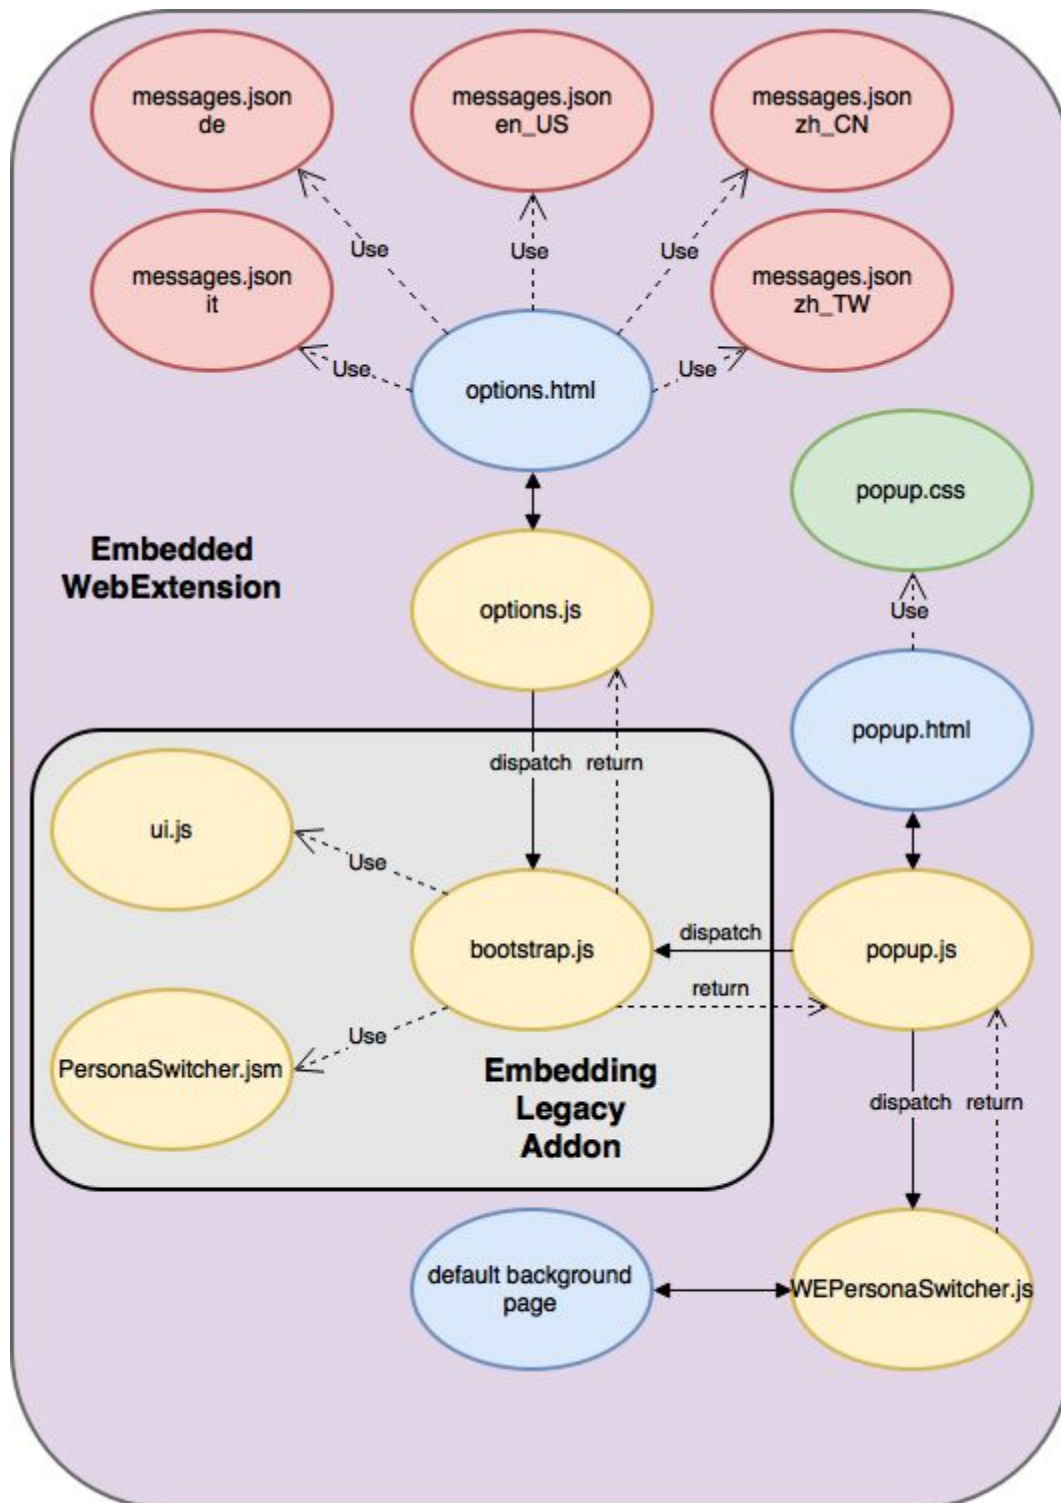 messages.json
de
messages.json
en_US
messages.json
zh_CN
Use
Use
Use
messages.json
it
messages.json
zh_TW
Use
Use
options.html
popup.css
Embedded
WebExtension
options.js
Use
popup.html
dispatch
return
ui.js
Use
bootstrap.js
dispatch
return
popup.js
Use
PersonaSwitcher.jsm
Embedding
Legacy
Addon
dispatch
return
default background
page
WEPersonaSwitcher.js